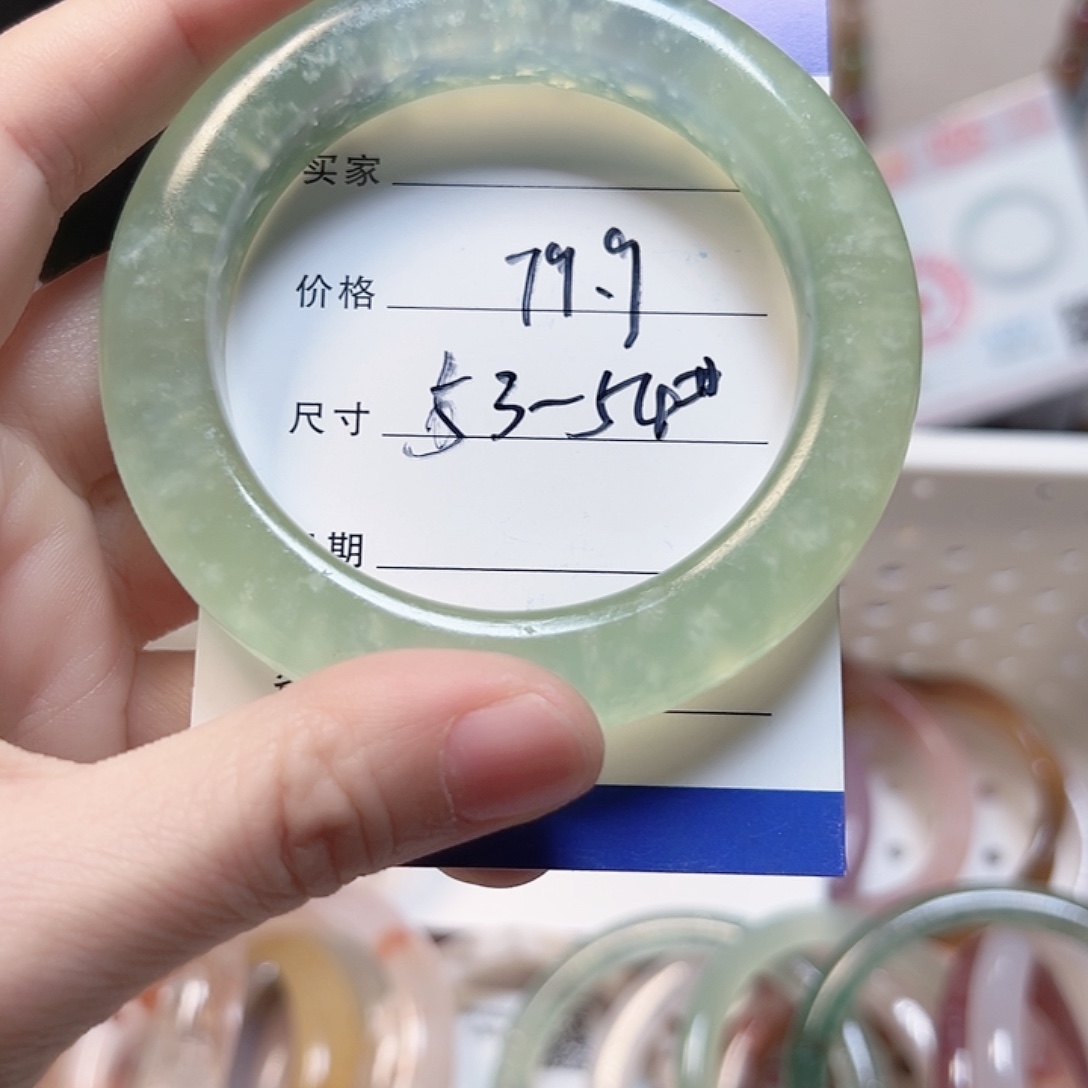 买家
价格 79.9
尺寸 53-54
期